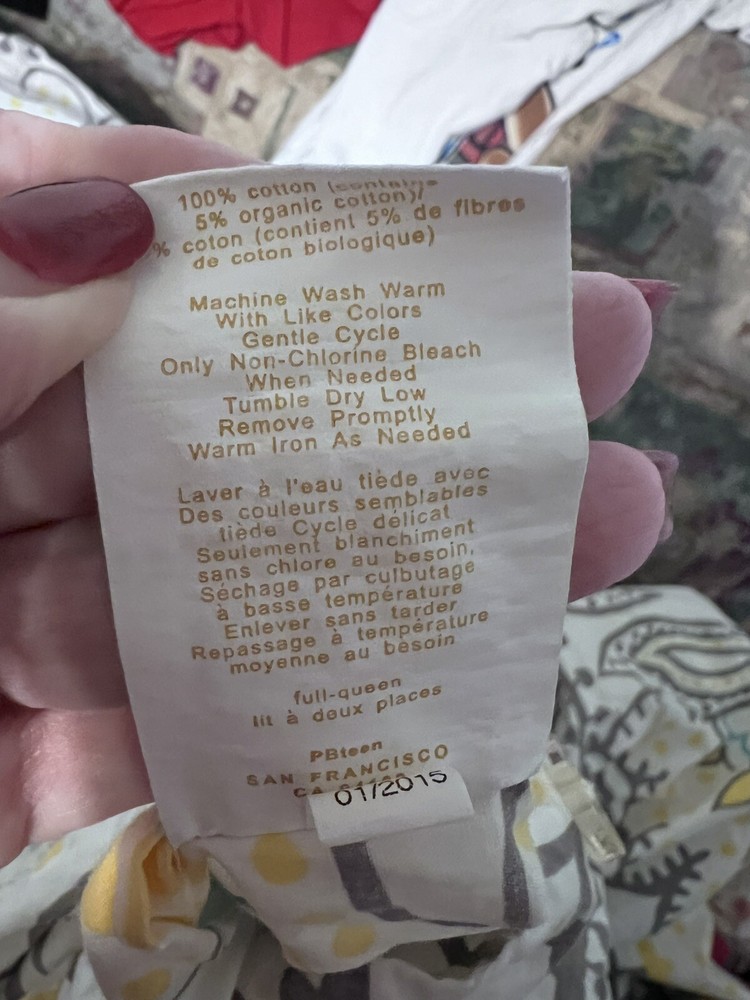 100% cotton (contains
5% organic cotton)/
% coton (contient 5% de fibres
de coton biologique)
Machine Wash Warm
With Like Colors
Gentle Cycle
Only Non-Chlorine Bleach
When Needed
Tumble Dry Low
Remove Promptly
Warm Iron As Needed
Laver à l'eau tiède avec
Des couleurs semblables
tiède Cycle délicat
Seulement blanchiment
sans chlore au besoin,
Séchage par culbutage
à basse température
Enlever sans tarder
Repassage à température
moyenne au besoin
full-queen
lit à deux places
PBteen
SAN FRANCISCO
CA
01/2015